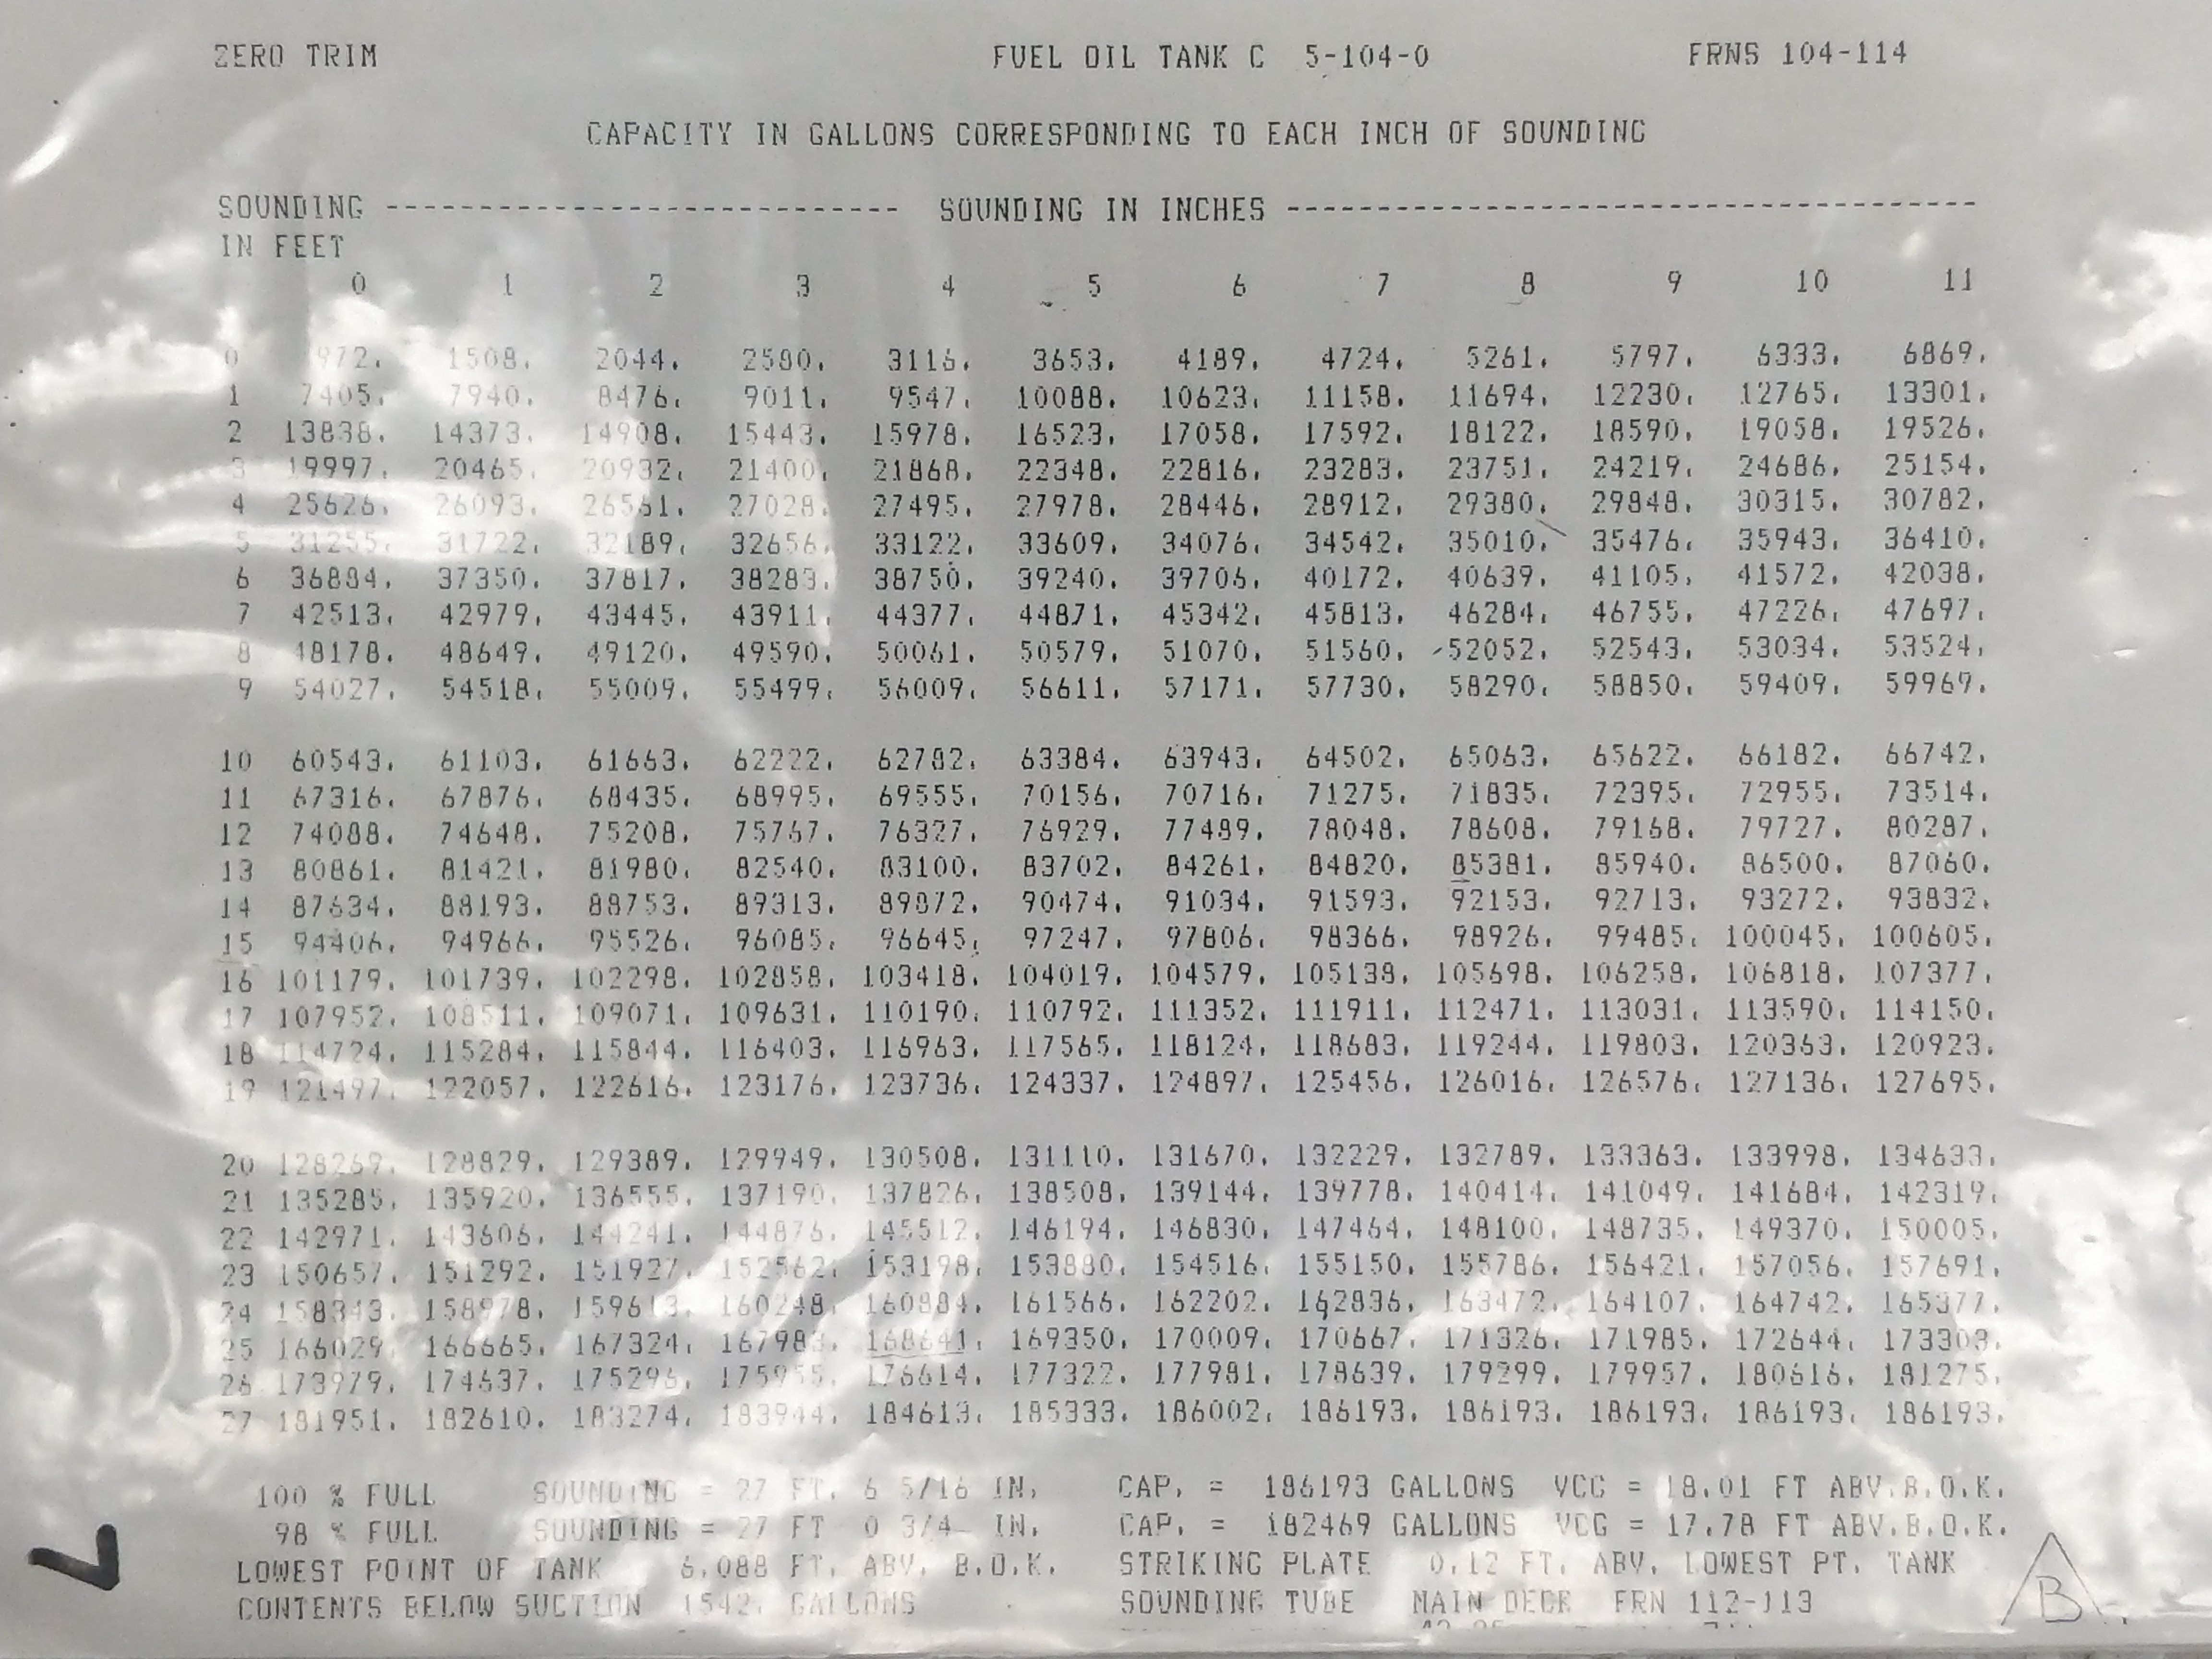 ZERO TRIM FUEL OIL TANK C 5-104-0 FRNS 104-114
CAPACITY IN GALLONS CORRESPONDING TO EACH INCH OF SOUNDING
SOUNDING ---------------------------- SOUNDING IN INCHES ------------------------------------
IN FEET
0 1 2 3 4 5 6 7 8 9 10 11
0 972. 1508. 2044. 2580. 3116. 3653. 4189. 4724. 5261. 5797. 6333. 6869.
1 7405. 7940. 8476. 9011. 9547. 10088. 10623. 11158. 11694. 12230. 12765. 13301.
2 13838. 14373. 14908. 15443. 15978. 16523. 17058. 17592. 18122. 18590. 19058. 19526.
3 19997. 20465. 20932. 21400. 21868. 22348. 22816. 23283. 23751. 24219. 24686. 25154.
4 25626. 26093. 26561. 27028. 27495. 27978. 28446. 28912. 29380. 29848. 30315. 30782.
5 31255. 31722. 32189. 32656. 33122. 33609. 34076. 34542. 35010. 35476. 35943. 36410.
6 36884. 37350. 37817. 38283. 38750. 39240. 39706. 40172. 40639. 41105. 41572. 42038.
7 42513. 42979. 43445. 43911. 44377. 44871. 45342. 45813. 46284. 46755. 47226. 47697.
8 48178. 48649. 49120. 49590. 50061. 50579. 51070. 51560. 52052. 52543. 53034. 53524.
9 54027. 54518. 55009. 55499. 56009. 56611. 57171. 57730. 58290. 58850. 59409. 59969.
10 60543. 61103. 61663. 62222. 62782. 63384. 63943. 64502. 65063. 65622. 66182. 66742.
11 67316. 67876. 68435. 68995. 69555. 70156. 70716. 71275. 71835. 72395. 72955. 73514.
12 74088. 74648. 75208. 75767. 76327. 76929. 77489. 78048. 78608. 79168. 79727. 80287.
13 80861. 81421. 81980. 82540. 83100. 83702. 84261. 84820. 85381. 85940. 86500. 87060.
14 87634. 88193. 88753. 89313. 89872. 90474. 91034. 91593. 92153. 92713. 93272. 93832.
15 94406. 94966. 95526. 96085. 96645. 97247. 97806. 98366. 98926. 99485. 100045. 100605.
16 101179. 101739. 102298. 102858. 103418. 104019. 104579. 105138. 105698. 106258. 106818. 107377.
17 107952. 108511. 109071. 109631. 110190. 110792. 111352. 111911. 112471. 113031. 113590. 114150.
18 114724. 115284. 115844. 116403. 116963. 117565. 118124. 118683. 119244. 119803. 120363. 120923.
19 121497. 122057. 122616. 123176. 123736. 124337. 124897. 125456. 126016. 126576. 127136. 127695.
20 128269. 128829. 129389. 129949. 130508. 131110. 131670. 132229. 132789. 133363. 133998. 134633.
21 135285. 135920. 136555. 137190. 137826. 138508. 139144. 139778. 140414. 141049. 141684. 142319.
22 142971. 143606. 144241. 144876. 145512. 146194. 146830. 147464. 148100. 148735. 149370. 150005.
23 150657. 151292. 151927. 152562. 153198. 153880. 154516. 155150. 155786. 156421. 157056. 157691.
24 158343. 158978. 159613. 160248. 160884. 161566. 162202. 162836. 163472. 164107. 164742. 165377.
25 166029. 166665. 167324. 167983. 168641. 169350. 170009. 170667. 171326. 171985. 172644. 173303.
26 173979. 174637. 175296. 175955. 176614. 177322. 177981. 178639. 179299. 179957. 180616. 181275.
27 181951. 182610. 183274. 183944. 184613. 185333. 186002. 186193. 186193. 186193. 186193. 186193.
100 % FULL SOUNDING = 27 FT. 6 5/16 IN. CAP. = 186193 GALLONS VCG = 18.01 FT ABV.B.O.K.
98 % FULL SOUNDING = 27 FT 0 3/4 IN. CAP. = 182469 GALLONS VCG = 17.78 FT ABV.B.O.K.
LOWEST POINT OF TANK 6.088 FT. ABV. B.O.K. STRIKING PLATE 0.12 FT. ABV. LOWEST PT. TANK
CONTENTS BELOW SUCTION 1542. GALLONS SOUNDING TUBE MAIN DECK FRN 112-113
L
B